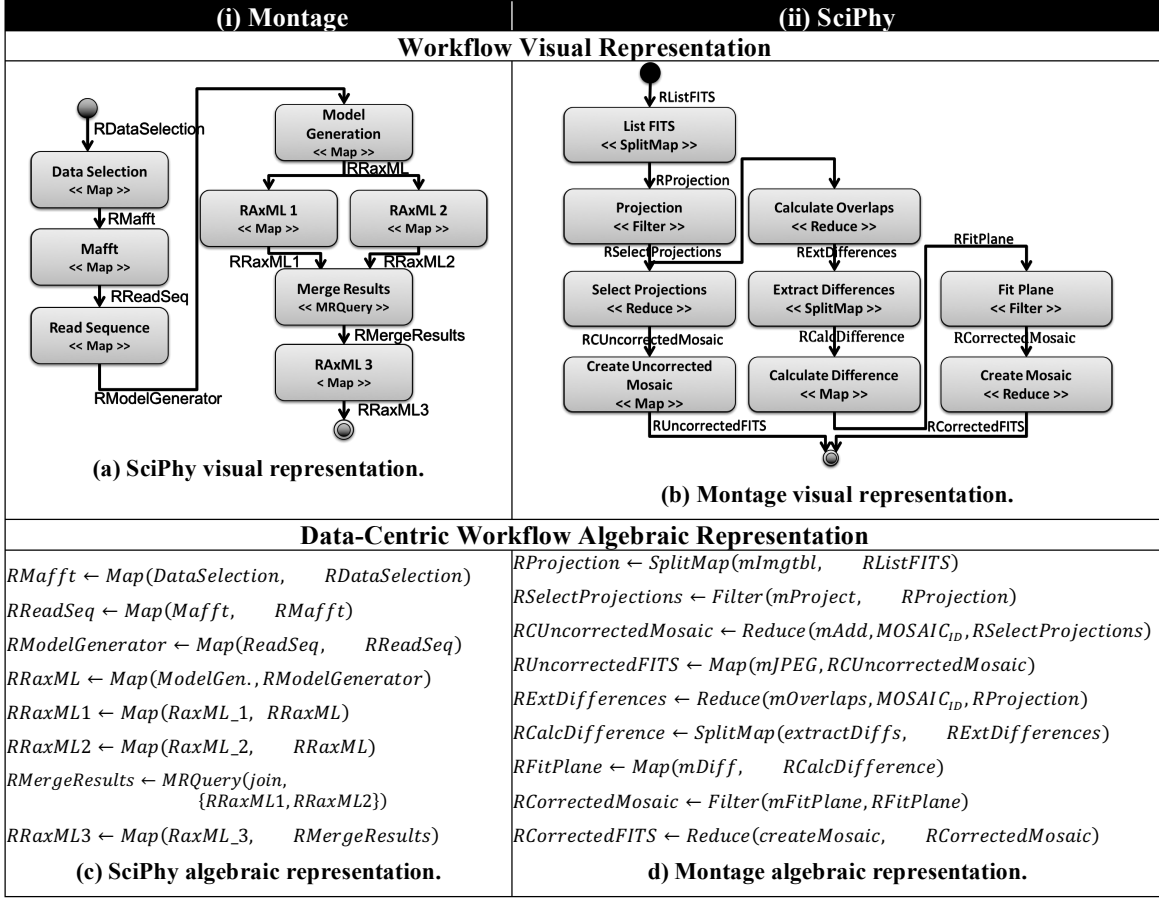 (i) Montage
(ii) SciPhy
Workflow Visual Representation
RDataSelection
Data Selection
<< Map >>
RMafft
Mafft
<< Map >>
RReadSeq
Read Sequence
<< Map >>
RModelGenerator
Model
Generation
<< Map >>
RRaxML
RAxML 1
<< Map >>
RAxML 2
<< Map >>
RRaxML1
RRaxML2
Merge Results
<< MRQuery >>
RMergeResults
RAxML 3
< Map >>
RRaxML3
(a) SciPhy visual representation.
RListFITS
List FITS
<< SplitMap >>
RProjection
Projection
<< Filter >>
RSelectProjections
Select Projections
<< Reduce >>
RCUncorrectedMosaic
Create Uncorrected
Mosaic
<< Map >>
RUncorrectedFITS
Calculate Overlaps
<< Reduce >>
RExtDifferences
Extract Differences
<< SplitMap >>
RCalcDifference
Calculate Difference
<< Map >>
RFitPlane
Fit Plane
<< Filter >>
RCorrectedMosaic
Create Mosaic
<< Reduce >>
RCorrectedFITS
(b) Montage visual representation.
Data-Centric Workflow Algebraic Representation
RMafft ← Map(DataSelection, RDataSelection)
RReadSeq ← Map(Mafft, RMafft)
RModelGenerator ← Map(ReadSeq, RReadSeq)
RRaxML ← Map(ModelGen., RModelGenerator)
RRaxML1 ← Map(RaxML_1, RRaxML)
RRaxML2 ← Map(RaxML_2, RRaxML)
RMergeResults ← MRQuery(join,
{RRaxML1, RRaxML2})
RRaxML3 ← Map(RaxML_3, RMergeResults)
(c) SciPhy algebraic representation.
RProjection ← SplitMap(mImgtbl, RListFITS)
RSelectProjections ← Filter(mProject, RProjection)
RCUncorrectedMosaic ← Reduce(mAdd, MOSAIC_ID, RSelectProjections)
RUncorrectedFITS ← Map(mJPEG, RCUncorrectedMosaic)
RExtDifferences ← Reduce(mOverlaps, MOSAIC_ID, RProjection)
RCalcDifference ← SplitMap(extractDiffs, RExtDifferences)
RFitPlane ← Map(mDiff, RCalcDifference)
RCorrectedMosaic ← Filter(mFitPlane, RFitPlane)
RCorrectedFITS ← Reduce(createMosaic, RCorrectedMosaic)
d) Montage algebraic representation.